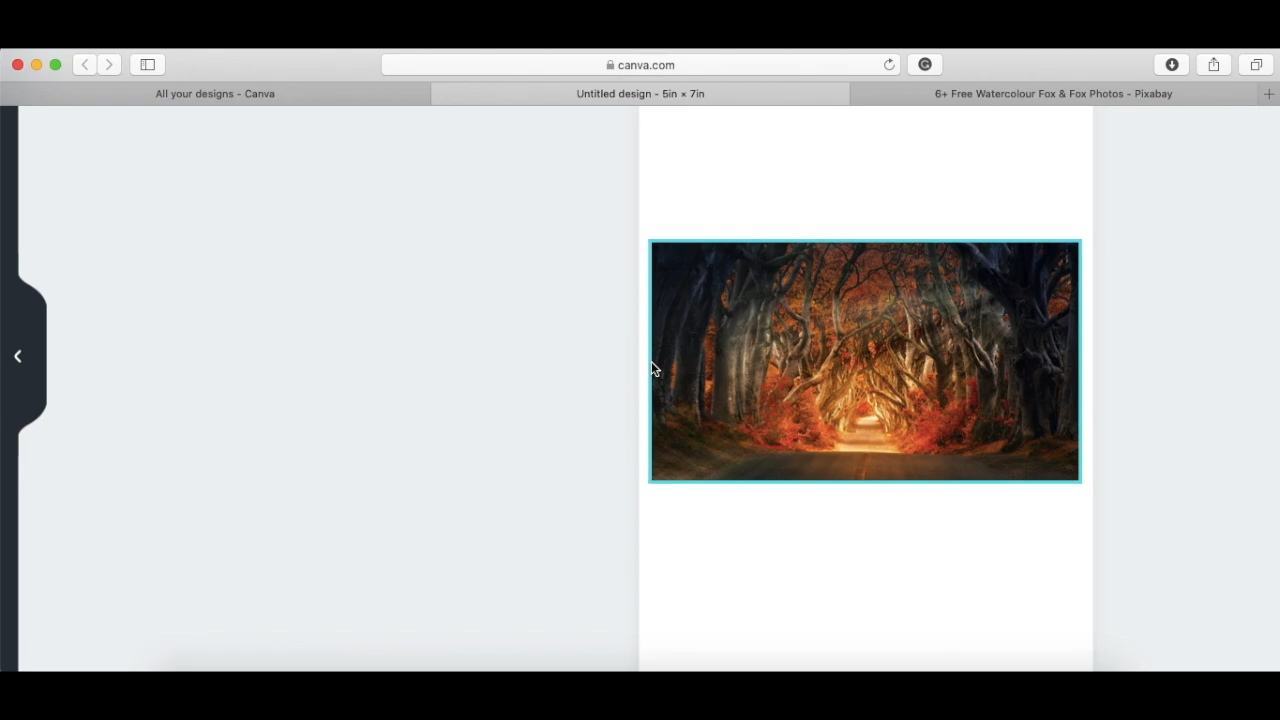 canva.com
All your designs - Canva
Untitled design - 5in × 7in
6+ Free Watercolour Fox & Fox Photos - Pixabay